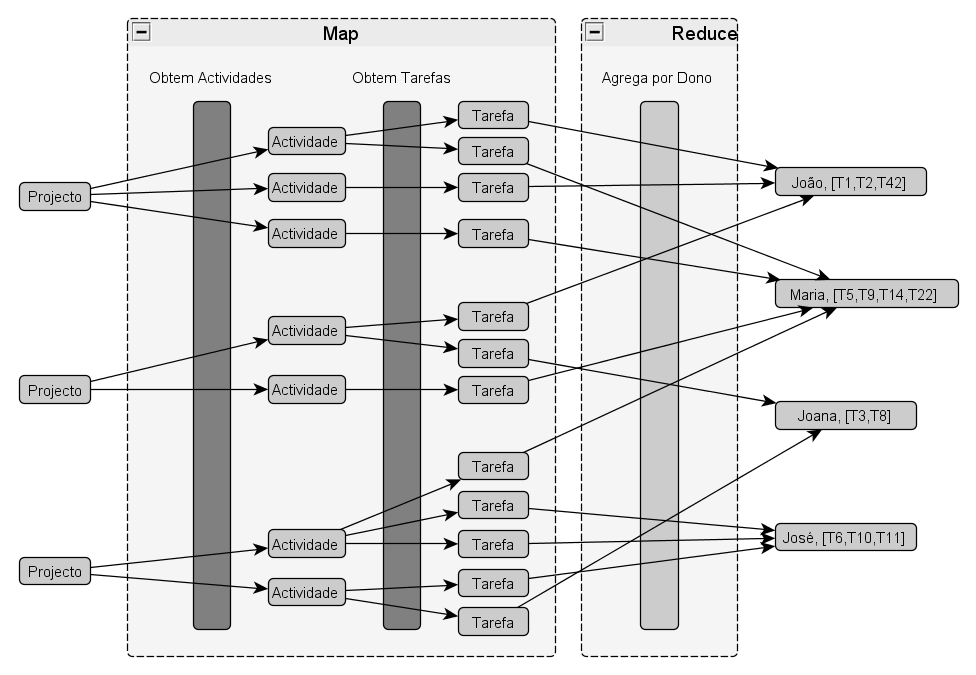 Map
Reduce
Obtem Actividades
Obtem Tarefas
Agrega por Dono
Projecto
Actividade
Actividade
Actividade
Tarefa
Tarefa
Tarefa
Tarefa
João, [T1,T2,T42]
Projecto
Actividade
Actividade
Tarefa
Tarefa
Tarefa
Maria, [T5,T9,T14,T22]
Joana, [T3,T8]
Projecto
Actividade
Actividade
Tarefa
Tarefa
Tarefa
Tarefa
Tarefa
José, [T6,T10,T11]